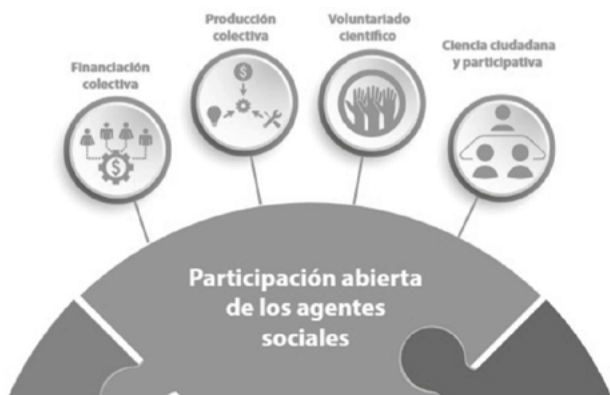 Financiación
colectiva
Producción
colectiva
$
Voluntariado
científico
Ciencia ciudadana
y participativa
$
Participación abierta
de los agentes
sociales